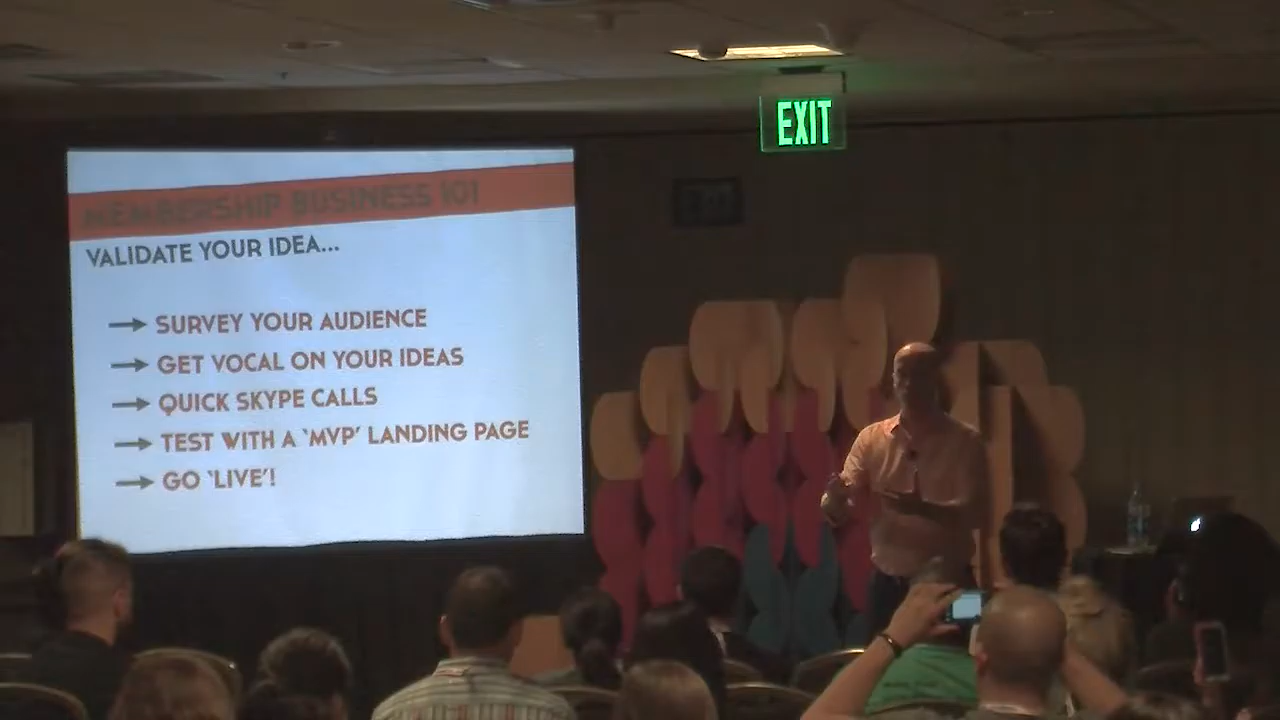 EXIT
MEMBERSHIP BUSINESS 101
VALIDATE YOUR IDEA...
→ SURVEY YOUR AUDIENCE
→ GET VOCAL ON YOUR IDEAS
→ QUICK SKYPE CALLS
→ TEST WITH A 'MVP' LANDING PAGE
→ GO 'LIVE'!